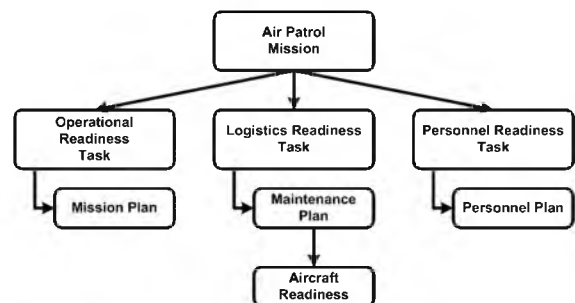 Air Patrol
Mission
Operational
Readiness
Task
Logistics Readiness
Task
Personnel Readiness
Task
Mission Plan
Maintenance
Plan
Personnel Plan
Aircraft
Readiness